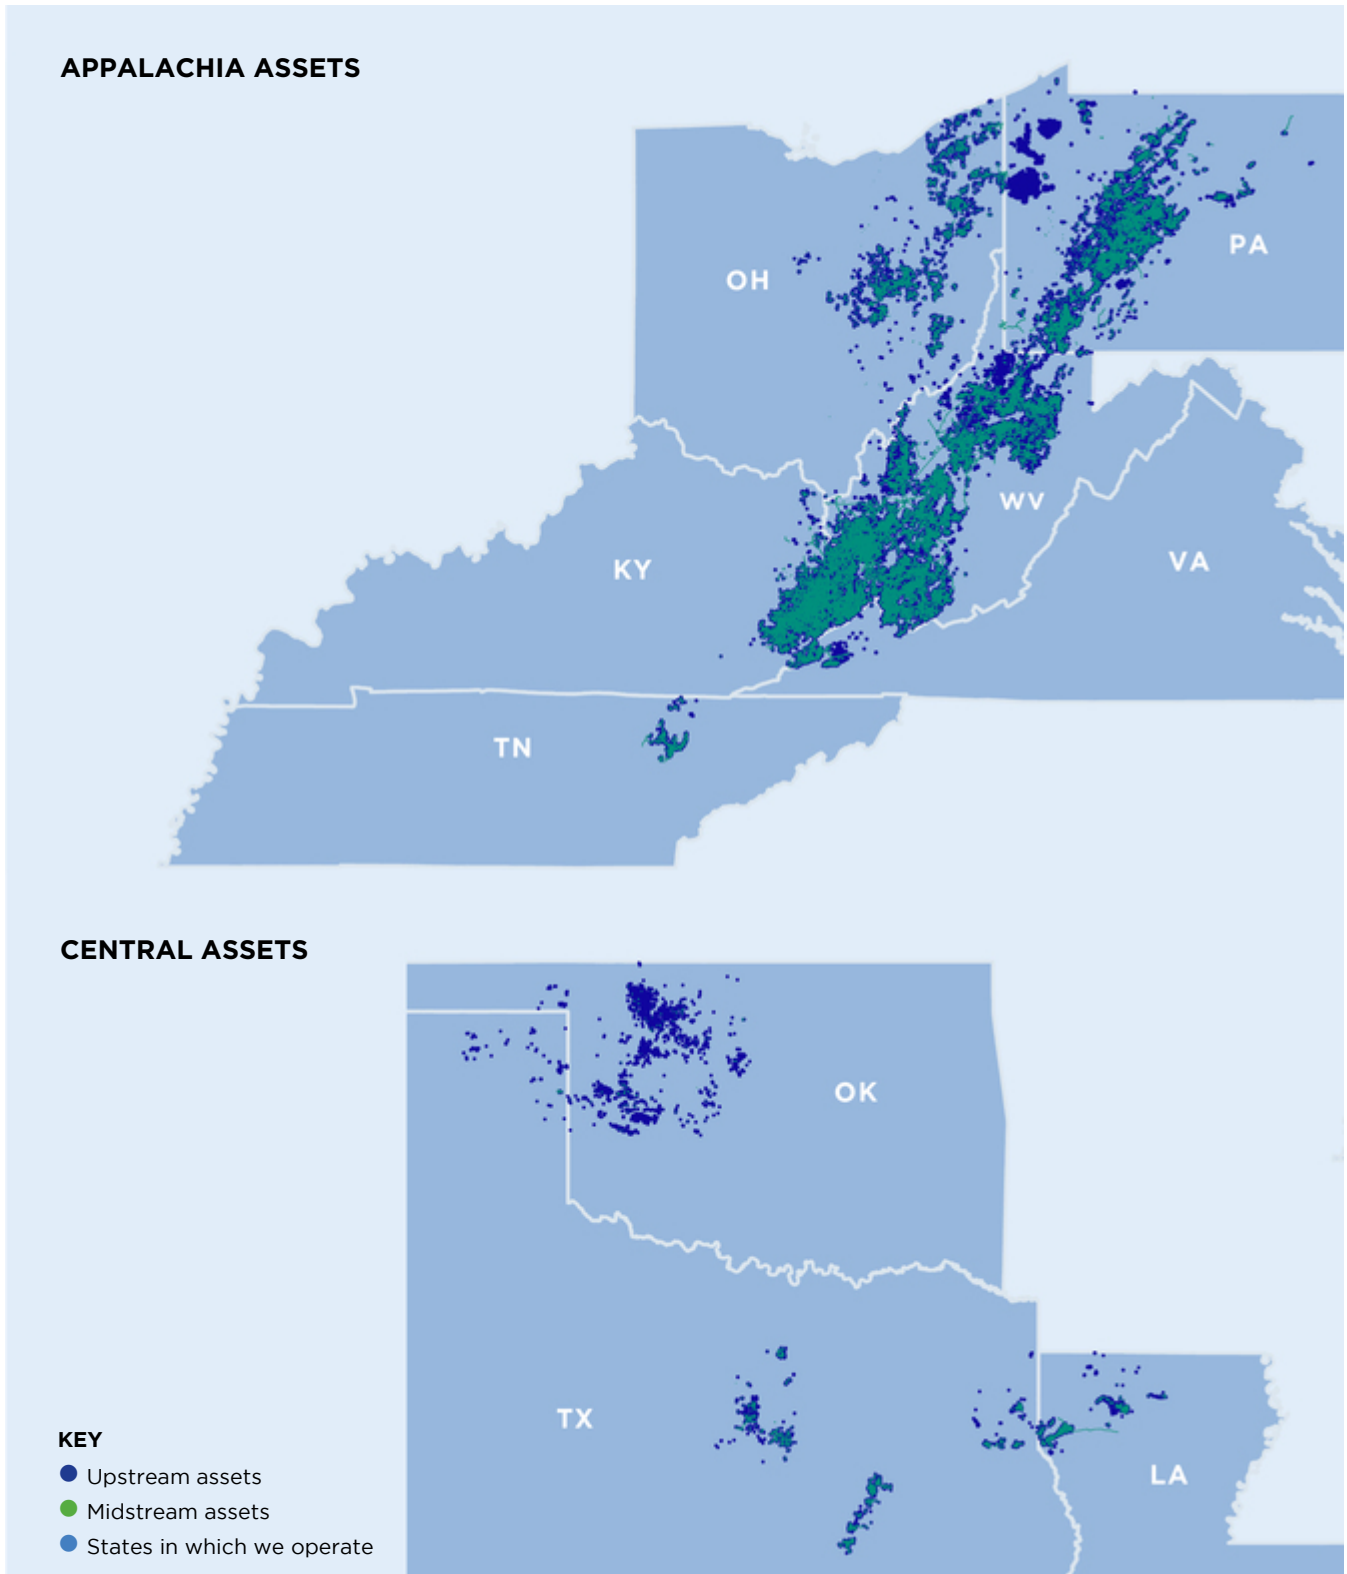 APPALACHIA ASSETS
OH
PA
WV
KY
VA
TN
CENTRAL ASSETS
OK
TX
LA
KEY
Upstream assets
Midstream assets
States in which we operate